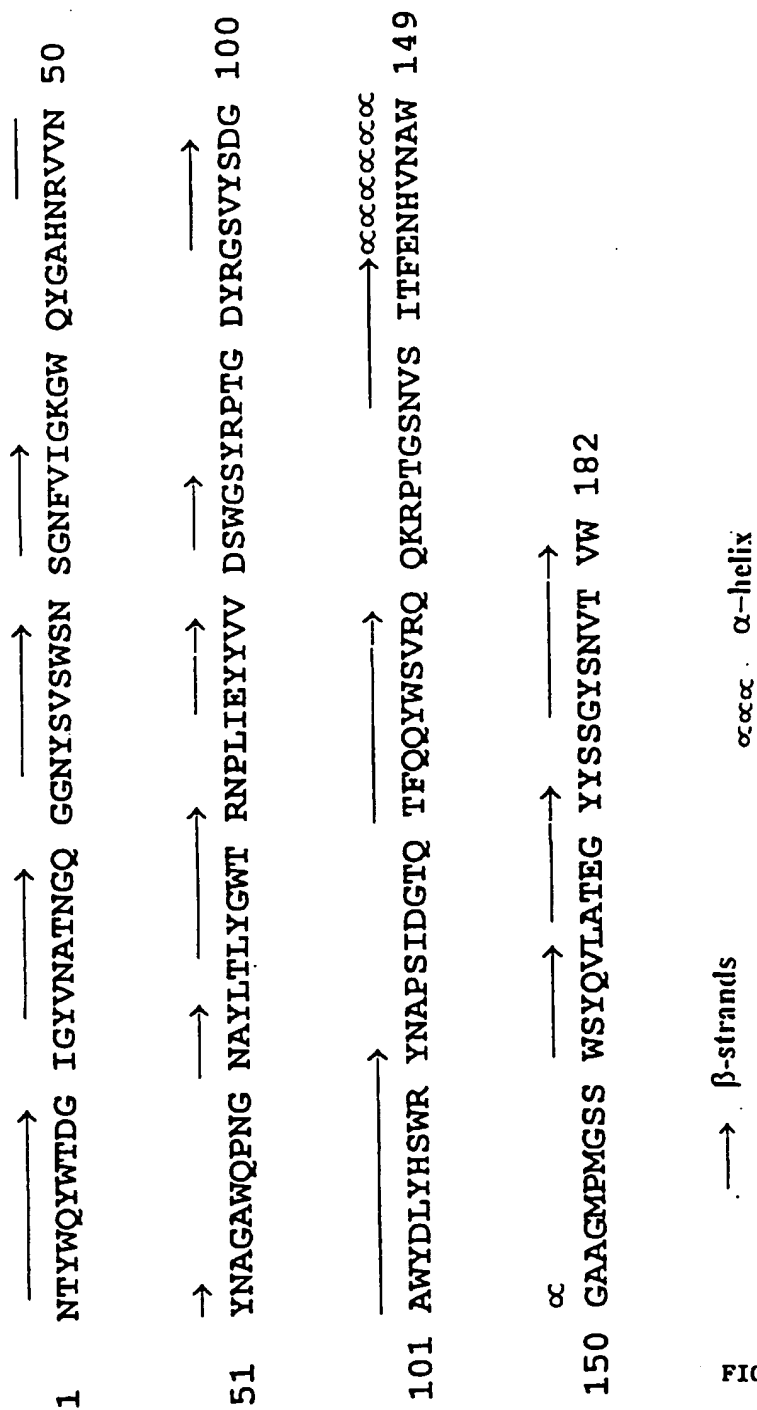 1 NTYWQYWTDG IGYVNATNGQ GGNYSVSWSN SGNFVIGKGW QYGAHNRVVN 50
51 YNAGAWQPNG NAYLTLYGWT RNPLIEYYVV DSWGSYRPTG DYRGSVYSDG 100
∝∝∝∝∝∝∝∝
101 AWYDLYHSWR YNAPSIDGTQ TFQQYWSVRQ QKRPTGSNVS ITFENHVNAW 149
∝
150 GAAGMPMGSS WSYQVLATEG YYSSGYSNVT VW 182
→ β-strands ∝∝∝ α-helix
FIG